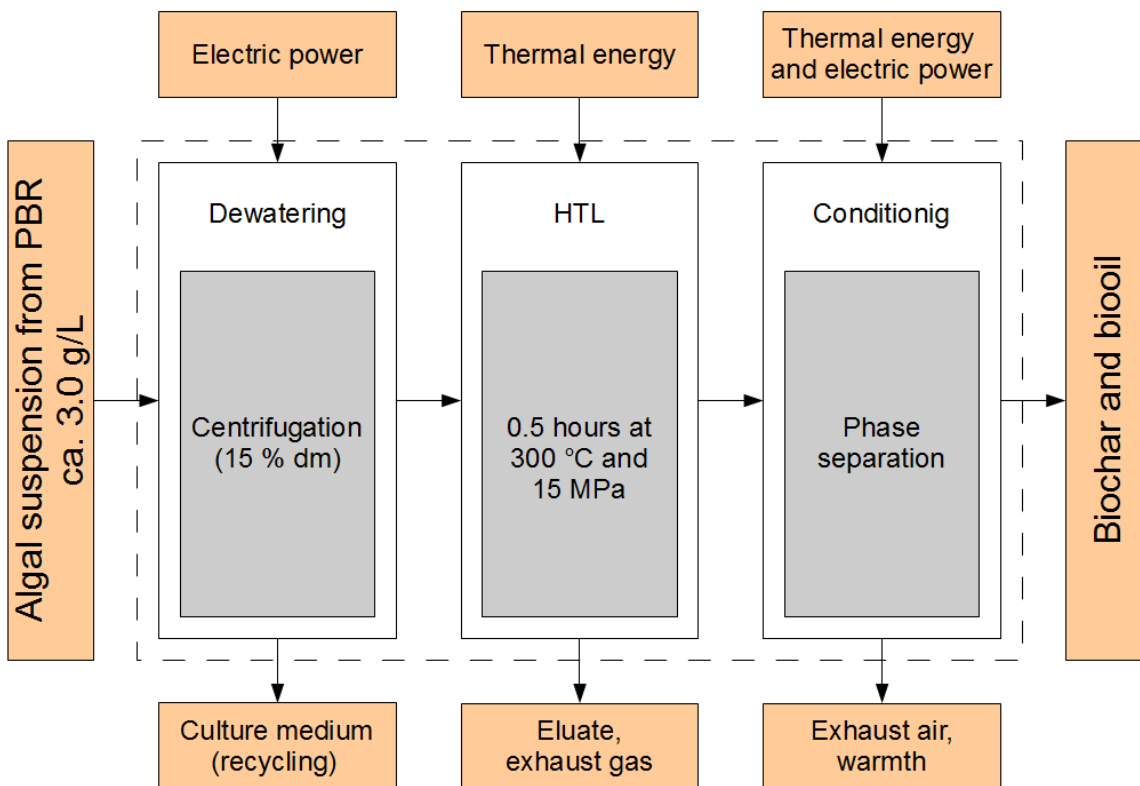 Electric power
Thermal energy
Thermal energy
and electric power
Algal suspension from PBR
ca. 3.0 g/L
Dewatering
HTL
Conditionig
Centrifugation
(15 % dm)
0.5 hours at
300 °C and
15 MPa
Phase
separation
Biochar and biooil
Culture medium
(recycling)
Eluate,
exhaust gas
Exhaust air,
warmth